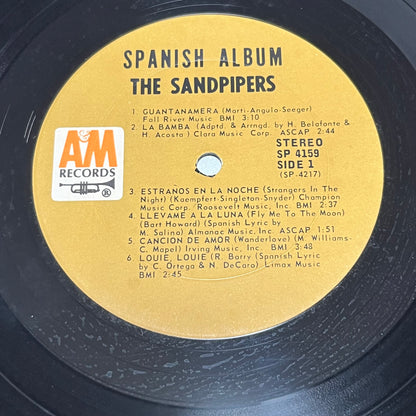 SPANISH ALBUM
THE SANDPIPERS
1. GUANTANAMERA (Marti-Angulo-Seeger)
Fall River Music BMI 3:10
2. LA BAMBA (Adptd. & Arrngd. by H. Belafonte &
H. Acosta) Clara Music Corp. ASCAP 2:44
STEREO
SP 4159
SIDE 1
(SP-4217)
A&M
RECORDS
®
3. ESTRANOS EN LA NOCHE (Strangers In The
Night) (Kaempfert-Singleton-Snyder) Champion
Music Corp. Roosevelt Music Inc. BMI 2:37
4. LLEVAME A LA LUNA (Fly Me To The Moon)
(Bart Howard) (Spanish Lyric by
M. Salina) Almanac Music Inc. ASCAP 1:51
5. CANCION DE AMOR (Wanderlove) (M. Williams-
C. Mapel) Irving Music Inc. BMI 3:48
6. LOUIE, LOUIE (R. Barry) (Spanish Lyric
by C. Ortega & N. DeCaro) Limax Music
BMI 2:45